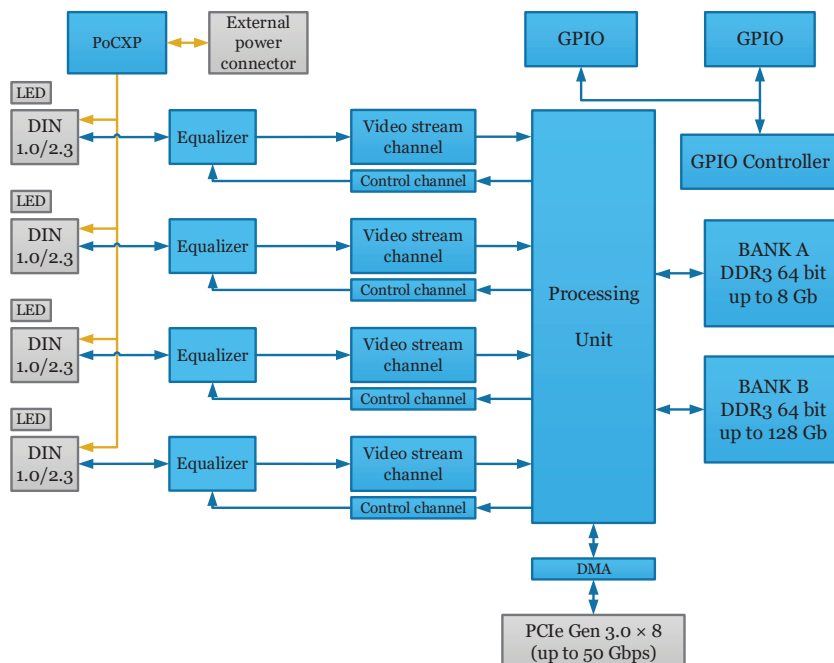 PoCXP
External
power
connector
GPIO
GPIO
LED
DIN
1.0/2.3
Equalizer
Video stream
channel
Control channel
GPIO Controller
LED
DIN
1.0/2.3
Equalizer
Video stream
channel
Control channel
Processing
Unit
BANK A
DDR3 64 bit
up to 8 Gb
LED
DIN
1.0/2.3
Equalizer
Video stream
channel
Control channel
BANK B
DDR3 64 bit
up to 128 Gb
LED
DIN
1.0/2.3
Equalizer
Video stream
channel
Control channel
DMA
PCIe Gen 3.0 × 8
(up to 50 Gbps)